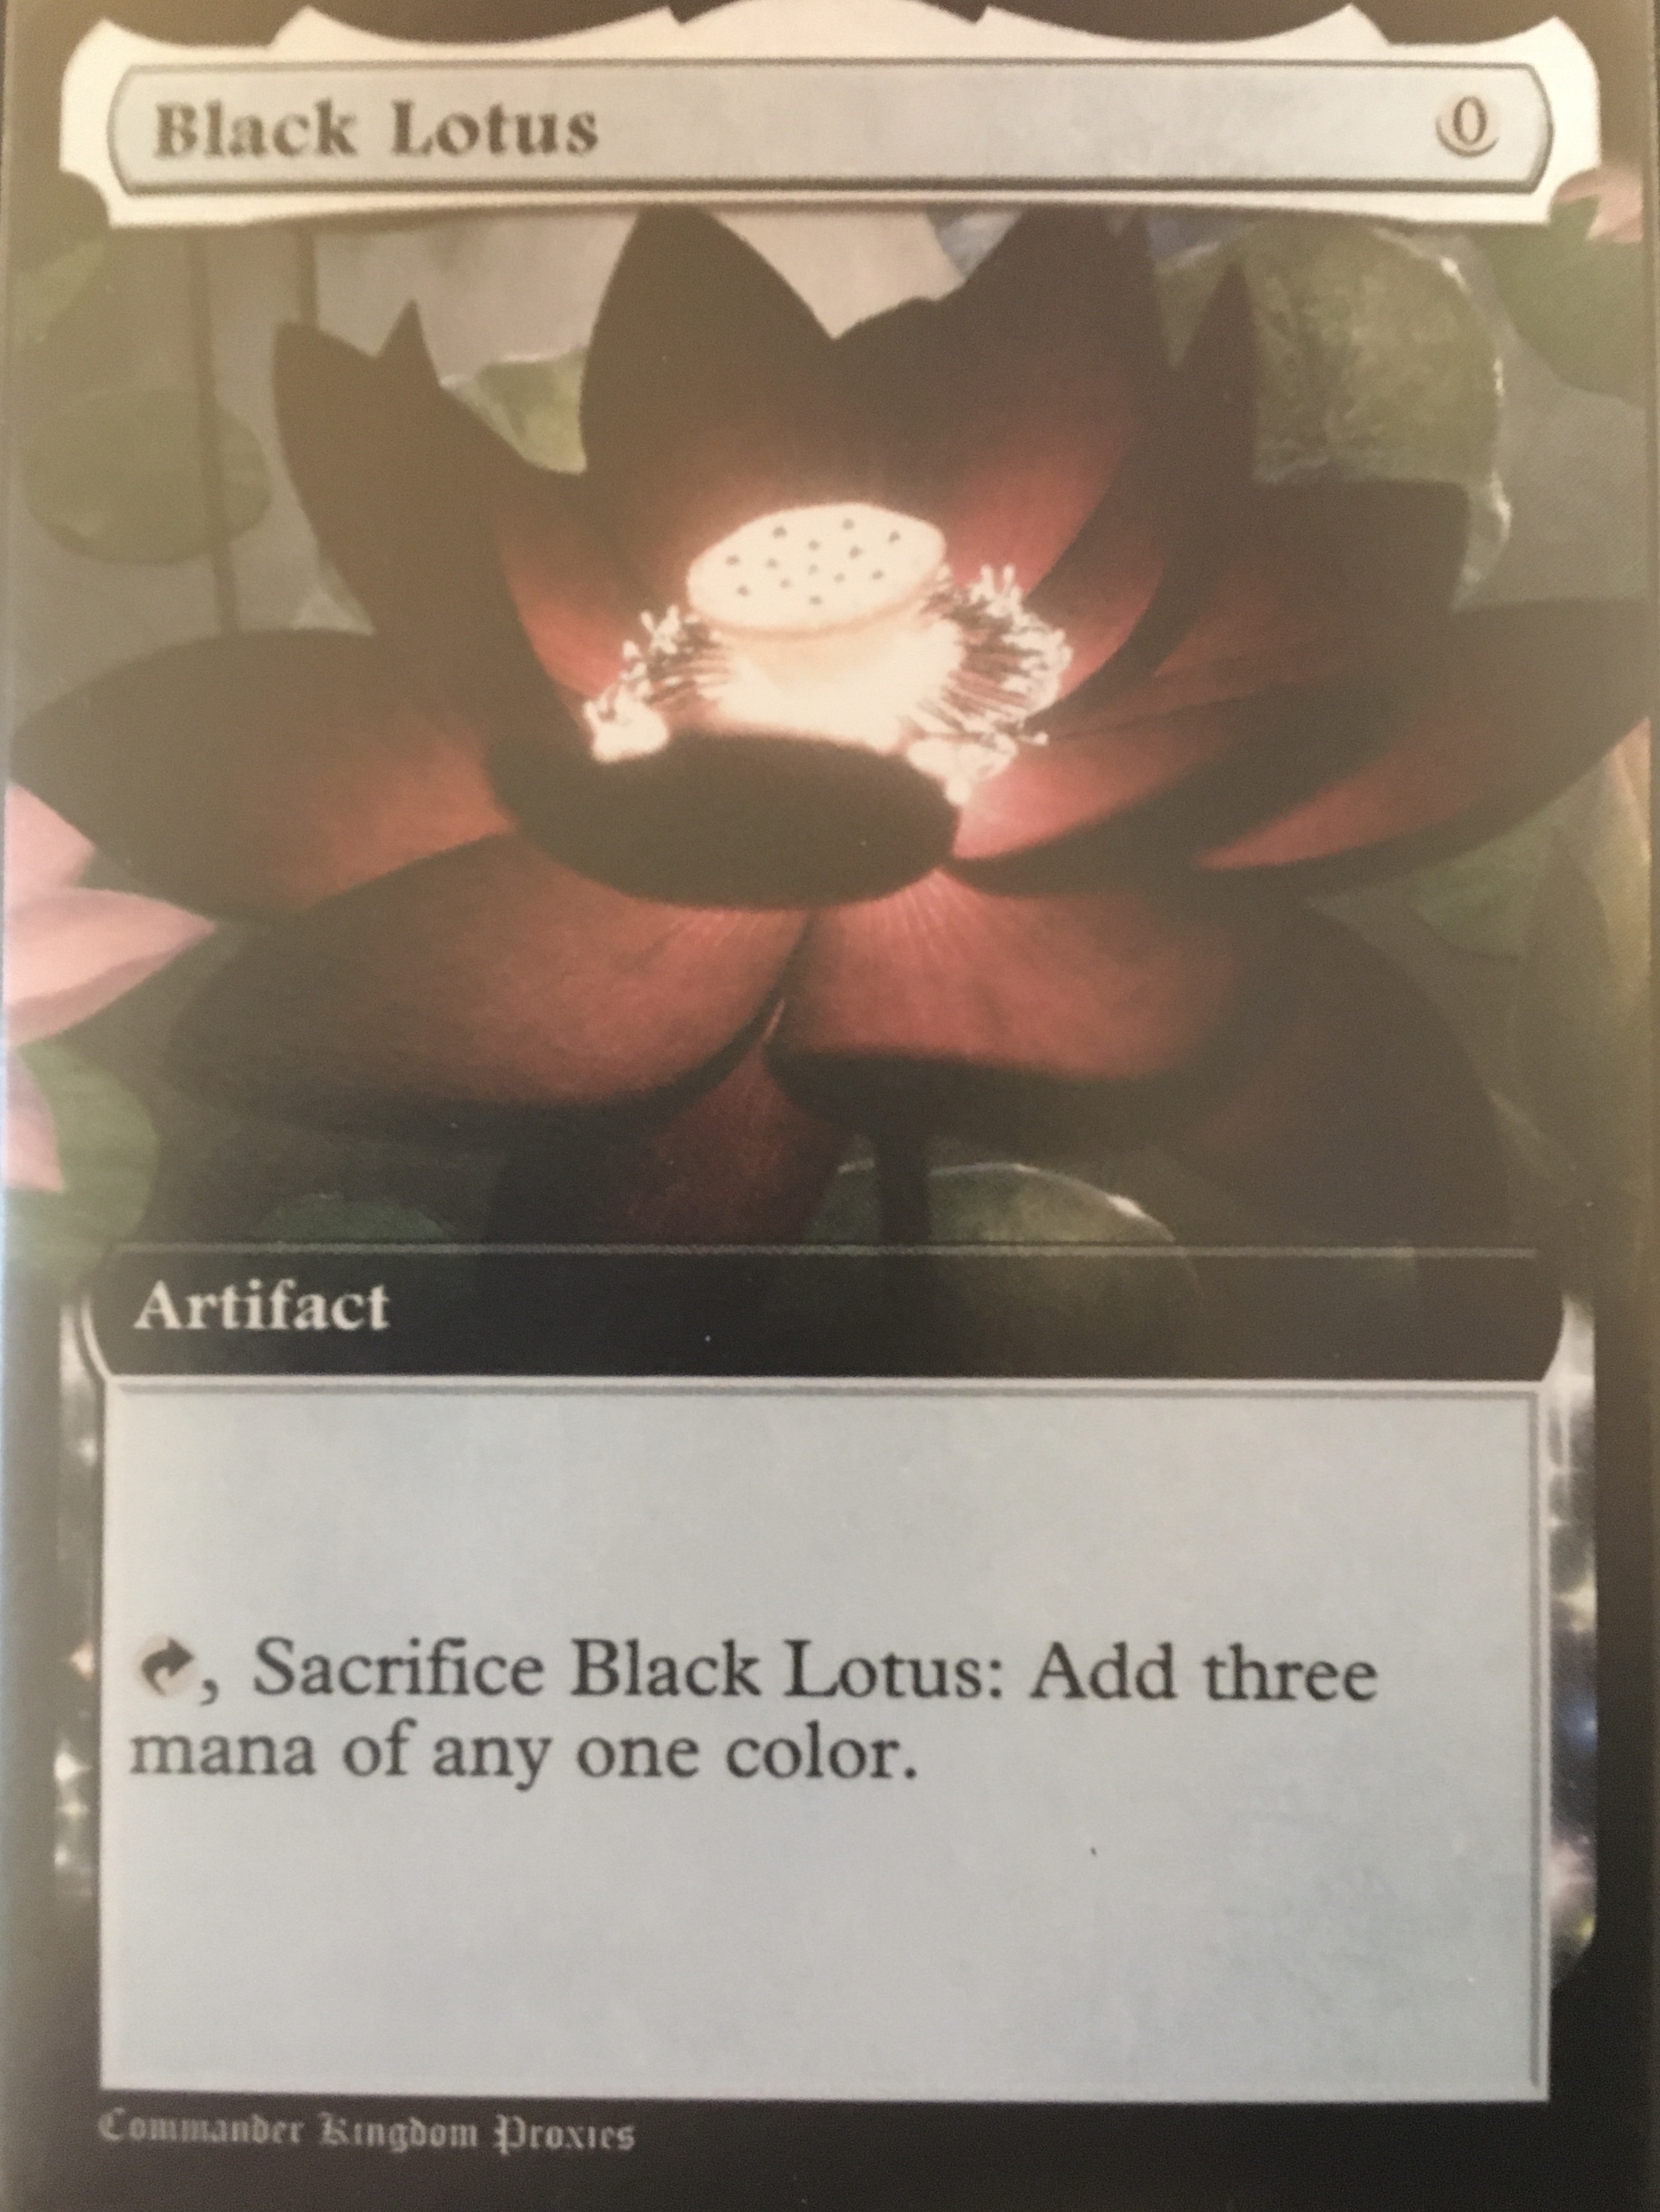 Black Lotus 0
Artifact
, Sacrifice Black Lotus: Add three
mana of any one color.
Commander Kingdom Proxies